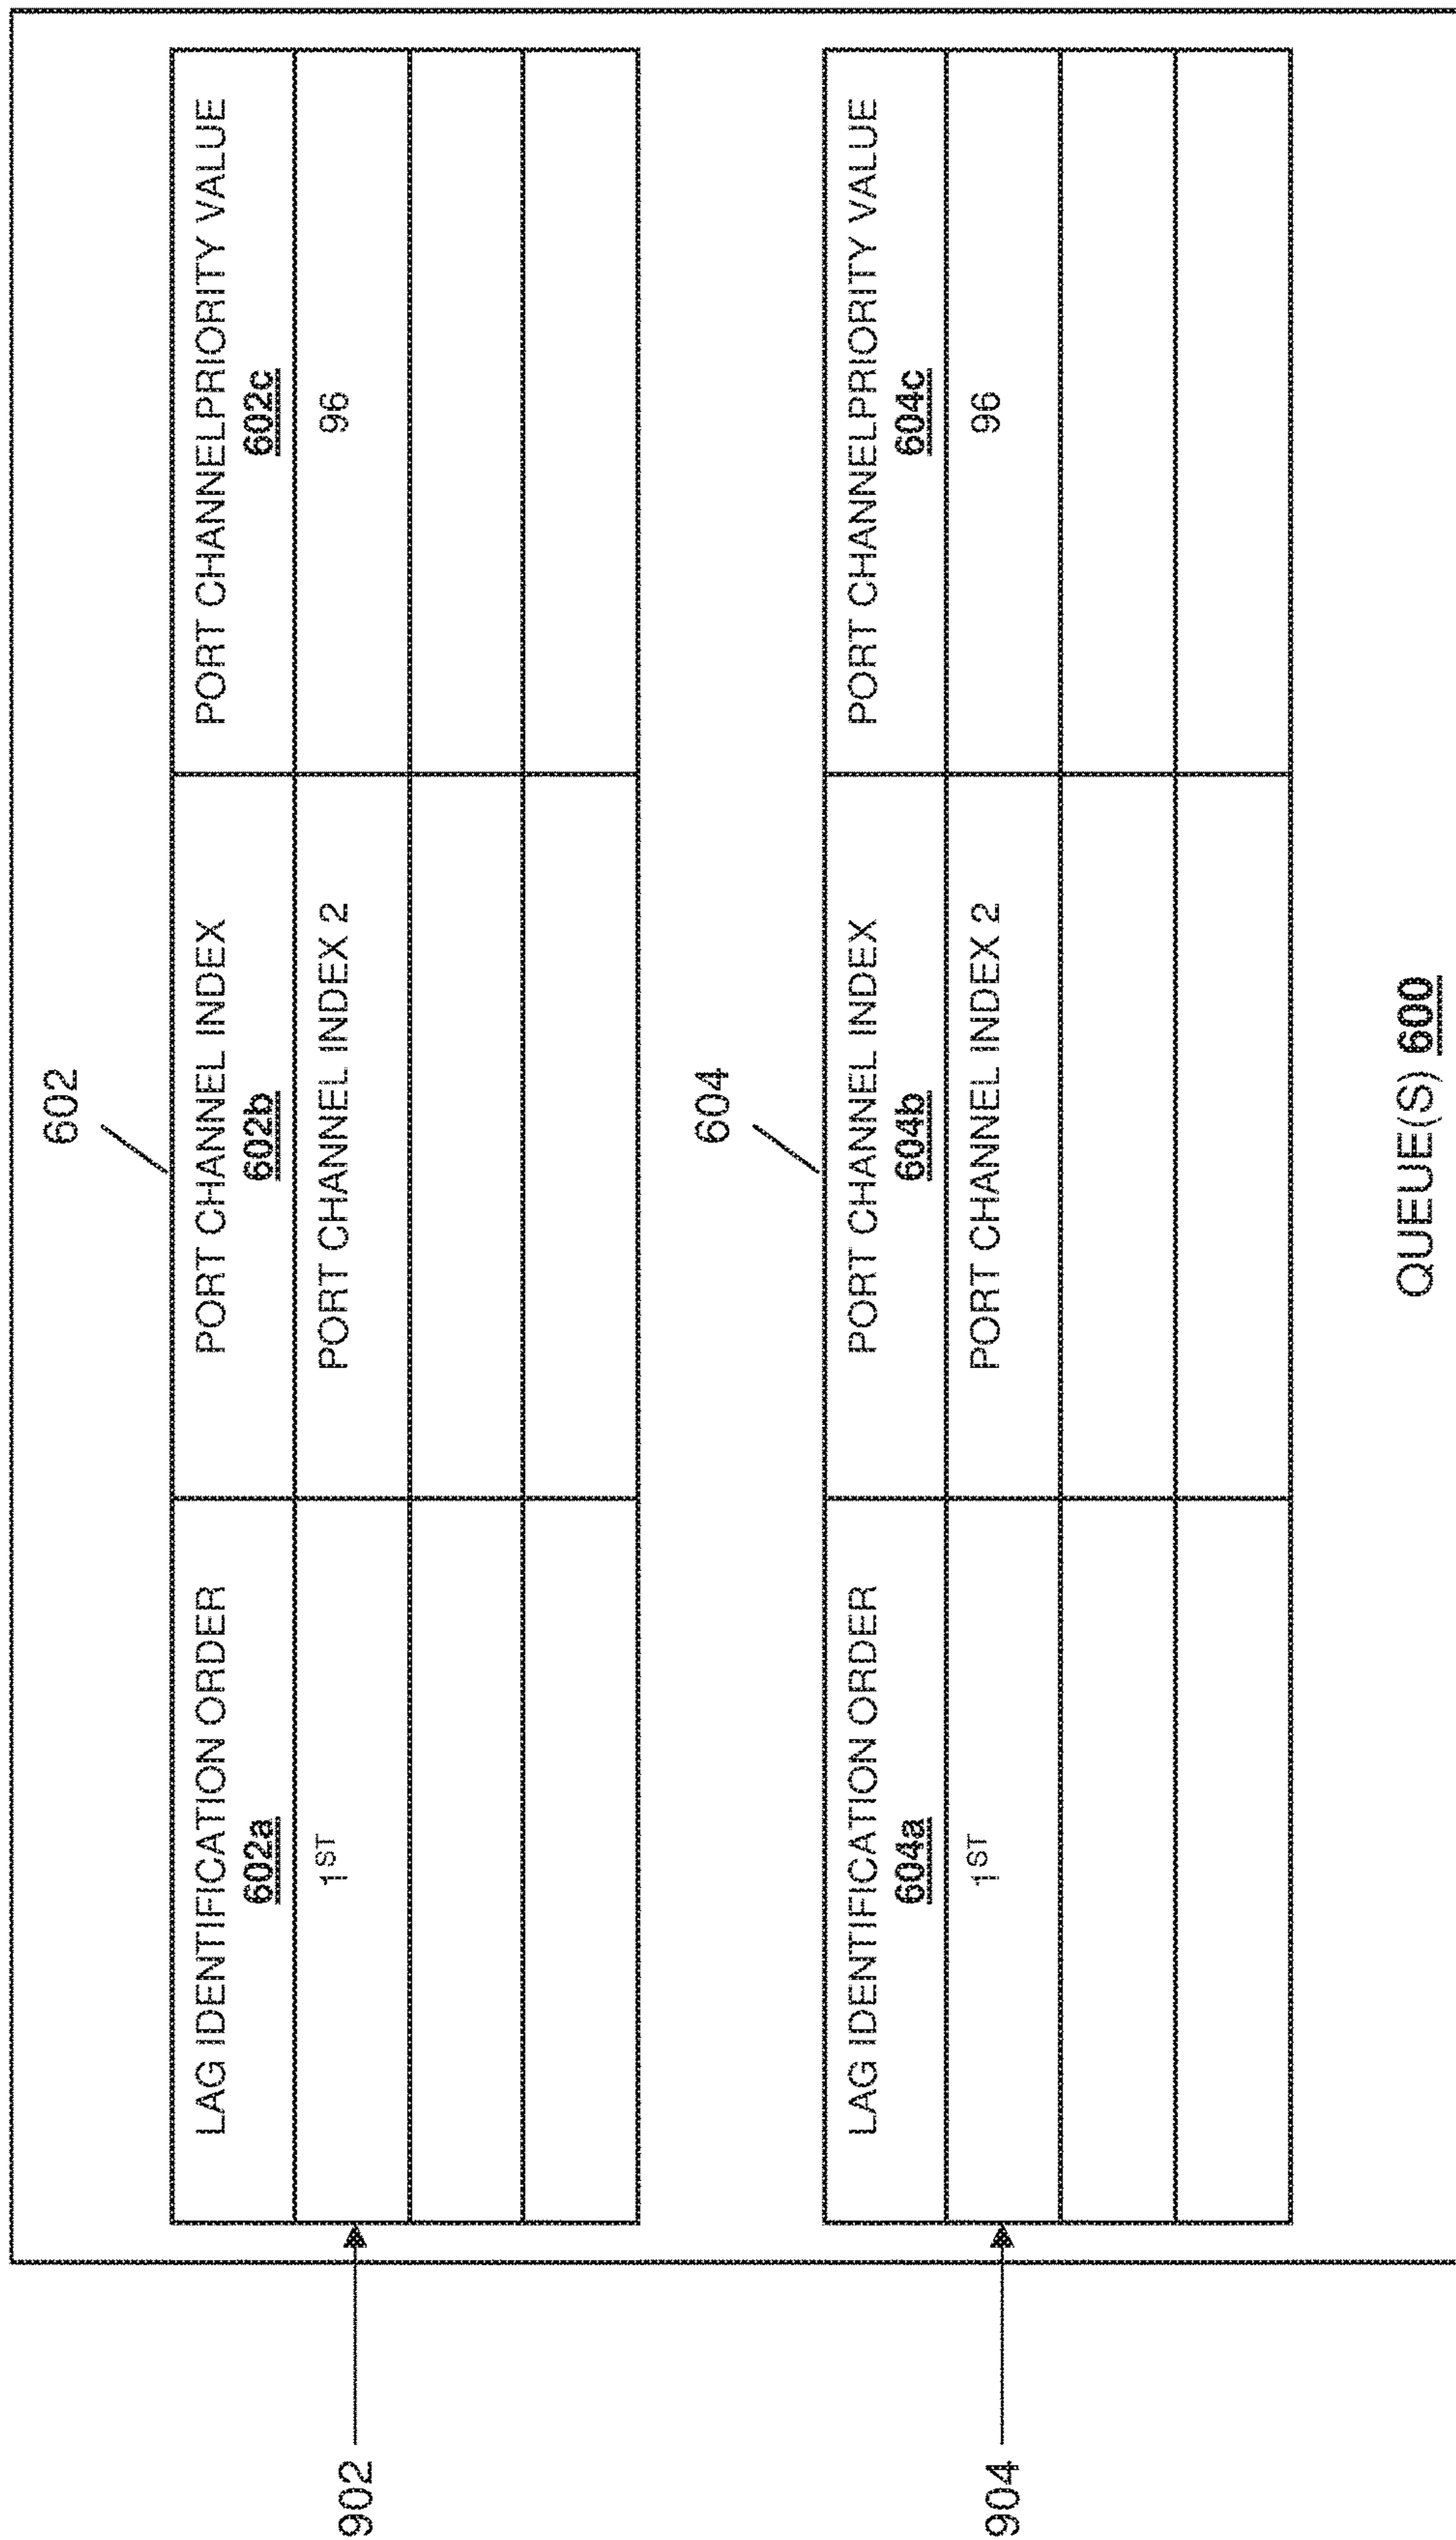 602
LAG IDENTIFICATION ORDER
602a
PORT CHANNEL INDEX
602b
PORT CHANNELPRIORITY VALUE
602c
902
1ST
PORT CHANNEL INDEX 2
96
604
LAG IDENTIFICATION ORDER
604a
PORT CHANNEL INDEX
604b
PORT CHANNELPRIORITY VALUE
604c
904
1ST
PORT CHANNEL INDEX 2
96
QUEUE(S) 600